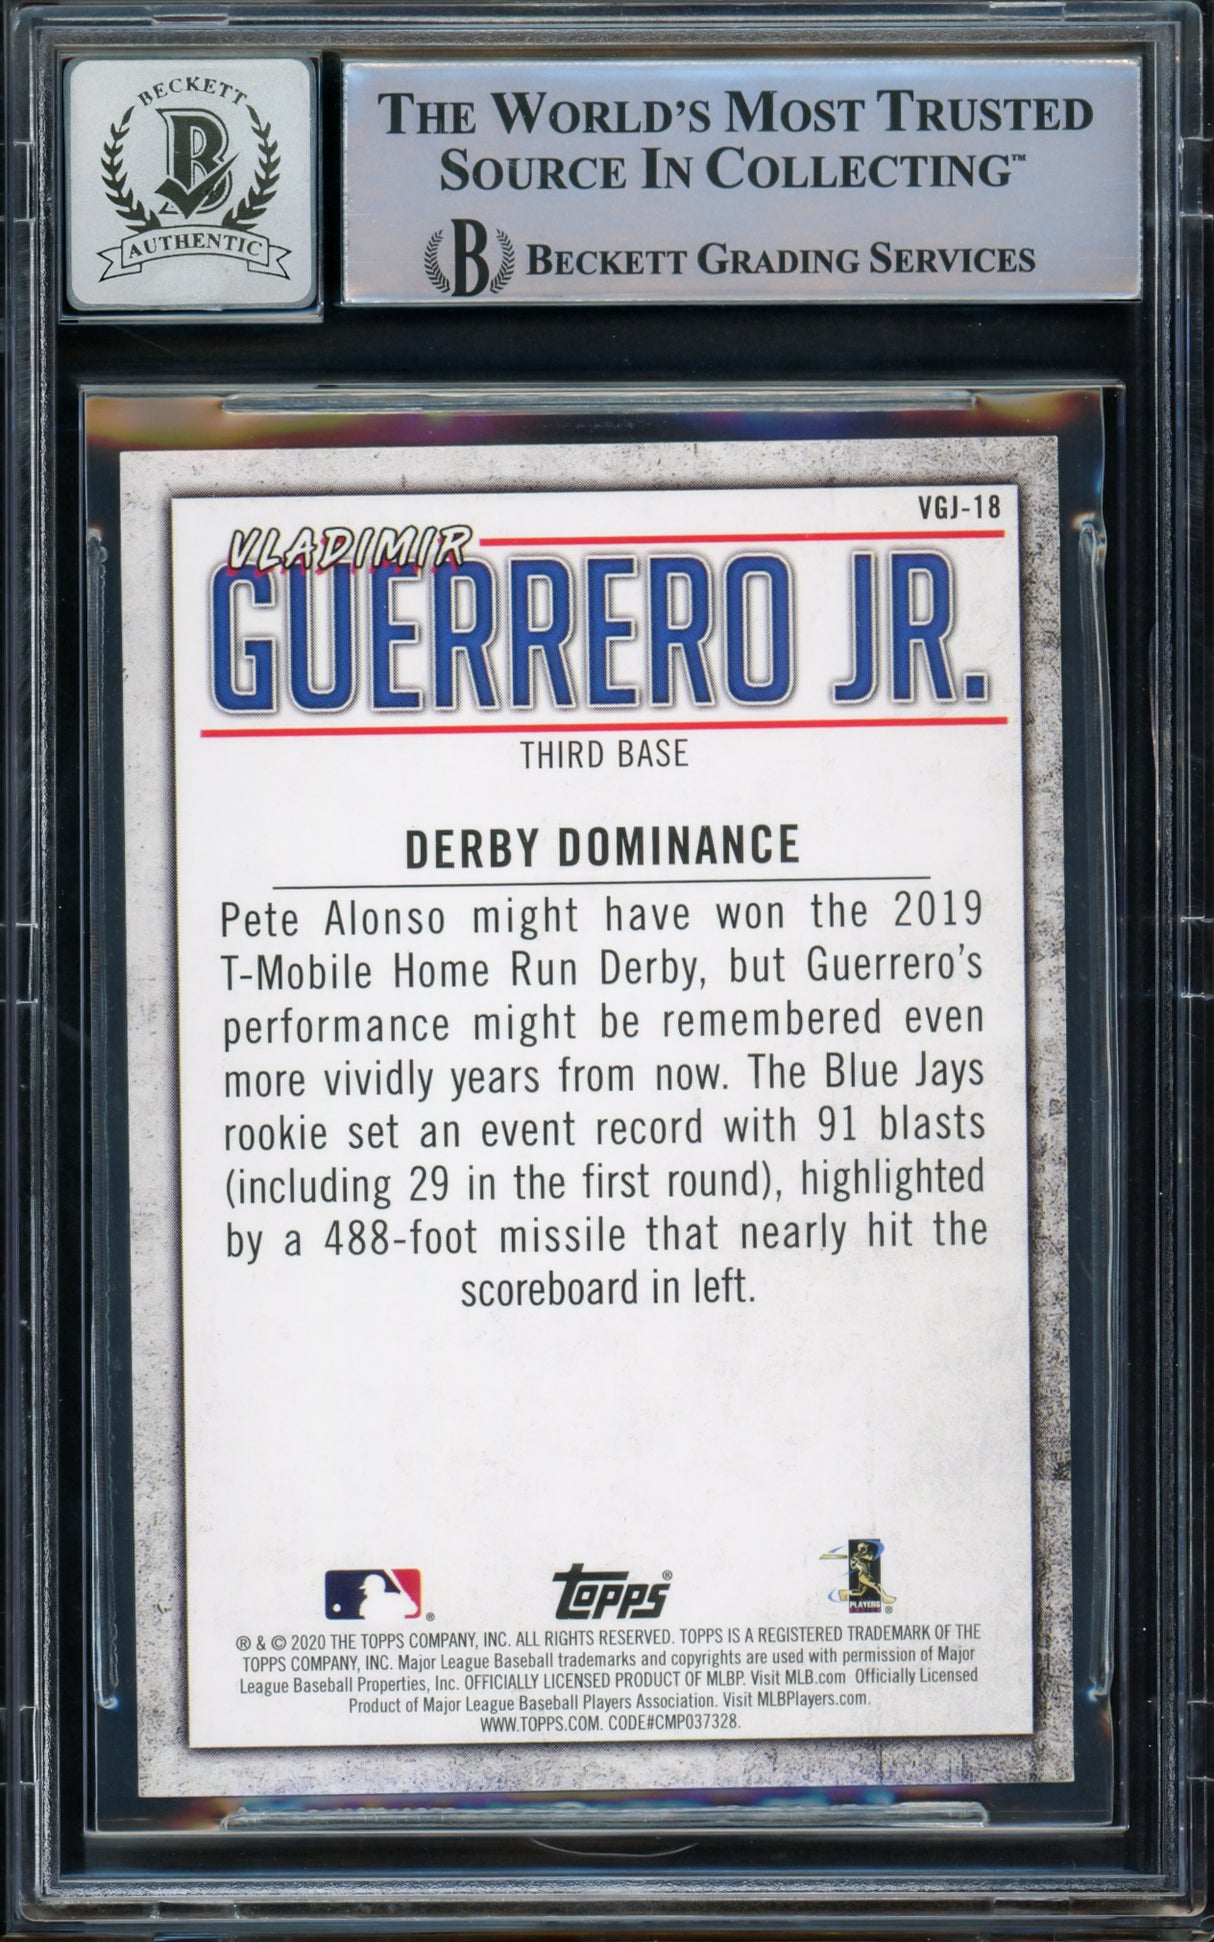 BECKETT
B
AUTHENTIC
THE WORLD'S MOST TRUSTED
SOURCE IN COLLECTING™
B BECKETT GRADING SERVICES
VGJ-18
VLADIMIR
GUERRERO JR.
THIRD BASE
DERBY DOMINANCE
Pete Alonso might have won the 2019
T-Mobile Home Run Derby, but Guerrero's
performance might be remembered even
more vividly years from now. The Blue Jays
rookie set an event record with 91 blasts
(including 29 in the first round), highlighted
by a 488-foot missile that nearly hit the
scoreboard in left.
®
Topps®
PLAYERS
®
® & © 2020 THE TOPPS COMPANY, INC. ALL RIGHTS RESERVED. TOPPS IS A REGISTERED TRADEMARK OF THE
TOPPS COMPANY, INC. Major League Baseball trademarks and copyrights are used with permission of Major
League Baseball Properties, Inc. OFFICIALLY LICENSED PRODUCT OF MLBP. Visit MLB.com Officially Licensed
Product of Major League Baseball Players Association. Visit MLBPlayers.com.
WWW.TOPPS.COM. CODE#CMP037328.